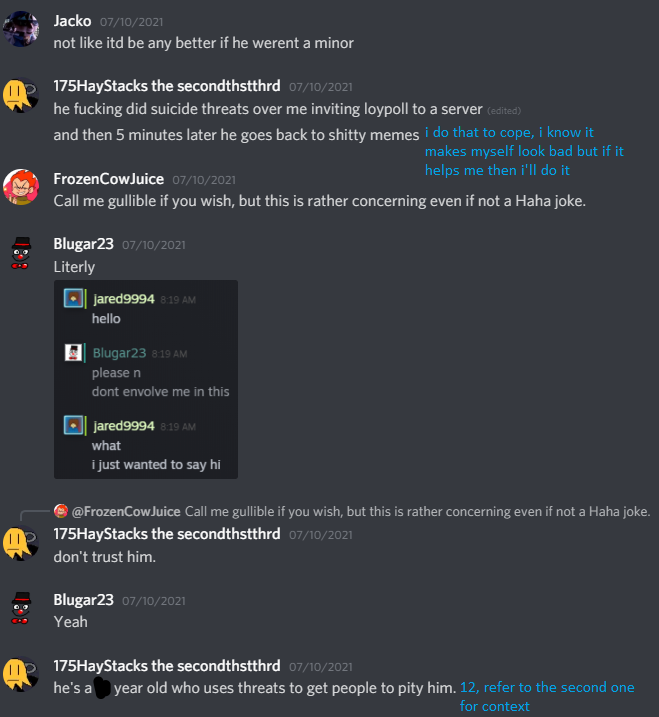 Jacko 07/10/2021
not like itd be any better if he werent a minor
175HayStacks the secondthstthrd 07/10/2021
he fucking did suicide threats over me inviting loypoll to a server (edited)
and then 5 minutes later he goes back to shitty memes i do that to cope, i know it
makes myself look bad but if it
helps me then i'll do it
FrozenCowJuice 07/10/2021
Call me gullible if you wish, but this is rather concerning even if not a Haha joke.
Blugar23 07/10/2021
Literly
jared9994 8:19 AM
hello
Blugar23 8:19 AM
please n
dont envolve me in this
jared9994 8:19 AM
what
i just wanted to say hi
@FrozenCowJuice Call me gullible if you wish, but this is rather concerning even if not a Haha joke.
175HayStacks the secondthstthrd 07/10/2021
don't trust him.
Blugar23 07/10/2021
Yeah
175HayStacks the secondthstthrd 07/10/2021
he's a year old who uses threats to get people to pity him. 12, refer to the second one
for context